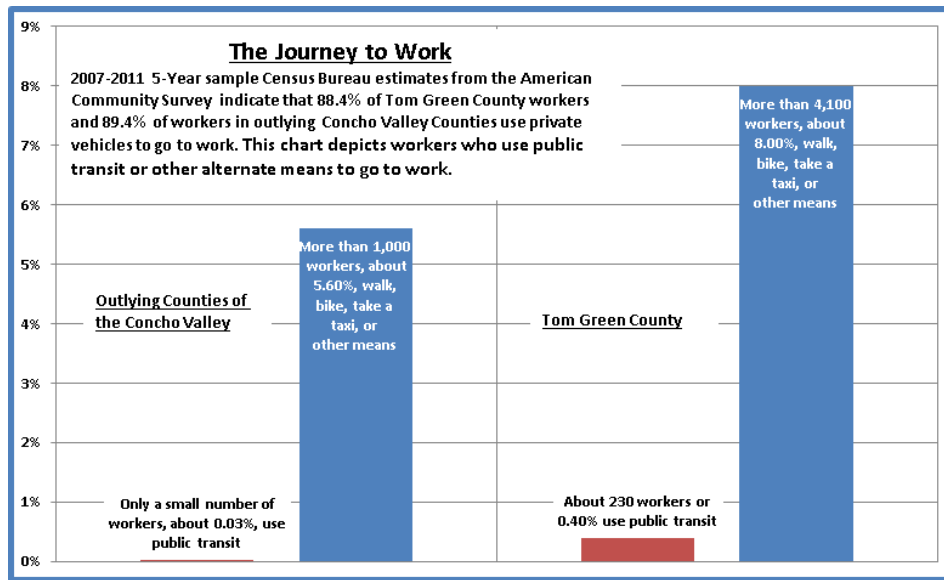 The Journey to Work
2007-2011 5-Year sample Census Bureau estimates from the American
Community Survey indicate that 88.4% of Tom Green County workers
and 89.4% of workers in outlying Concho Valley Counties use private
vehicles to go to work. This chart depicts workers who use public
transit or other alternate means to go to work.
9%
8%
7%
6%
5%
4%
3%
2%
1%
0%
Outlying Counties of
the Concho Valley
Only a small number of
workers, about 0.03%, use
public transit
More than 1,000
workers, about
5.60%, walk,
bike, take a
taxi, or
other means
Tom Green County
About 230 workers or
0.40% use public transit
More than 4,100
workers, about
8.00%, walk,
bike, take a
taxi, or
other means